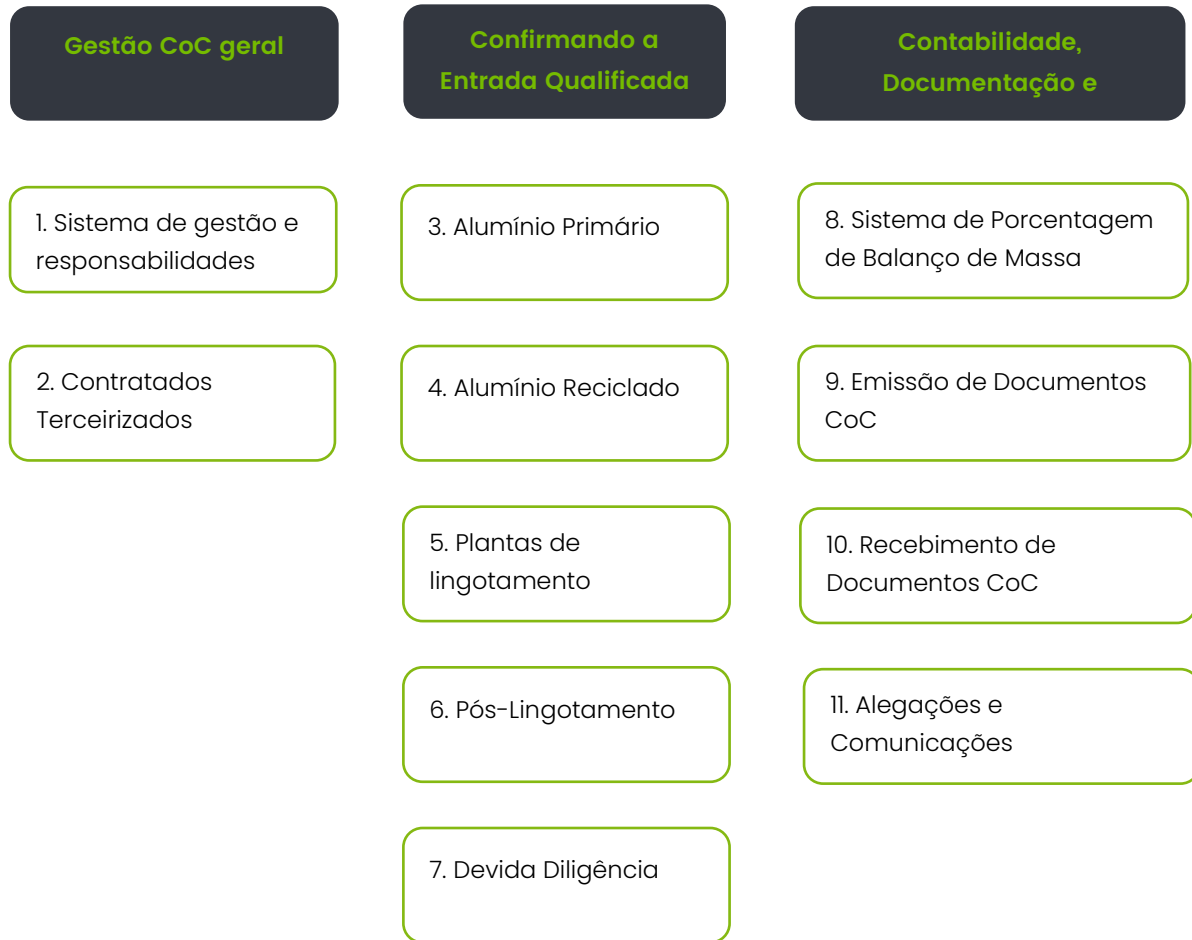 Gestão CoC geral
Confirmando a
Entrada Qualificada
Contabilidade,
Documentação e
1. Sistema de gestão e
responsabilidades
2. Contratados
Terceirizados
3. Alumínio Primário
4. Alumínio Reciclado
5. Plantas de
lingotamento
6. Pós-Lingotamento
7. Devida Diligência
8. Sistema de Porcentagem
de Balanço de Massa
9. Emissão de Documentos
CoC
10. Recebimento de
Documentos CoC
11. Alegações e
Comunicações